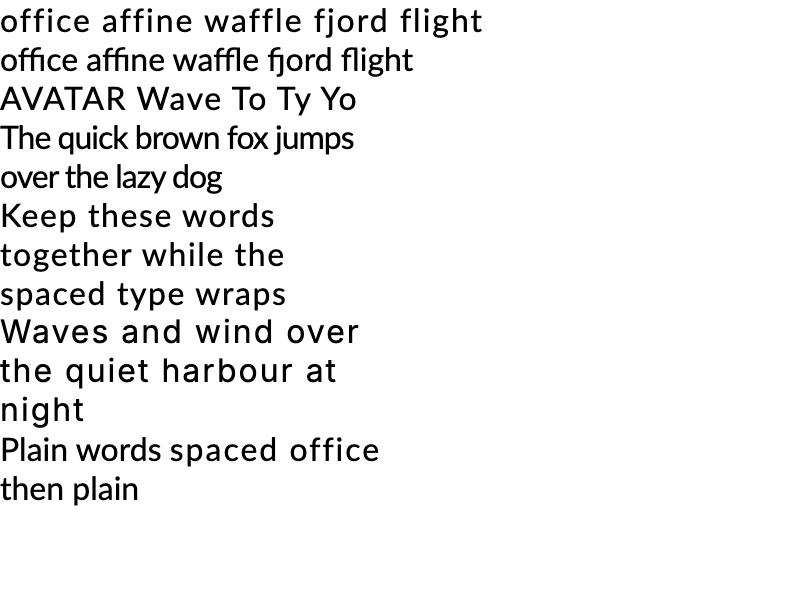 office affine waffle fjord flight
office affine waffle fjord flight
AVATAR Wave To Ty Yo
The quick brown fox jumps
over the lazy dog
Keep these words
together while the
spaced type wraps
Waves and wind over
the quiet harbour at
night
Plain words spaced office
then plain